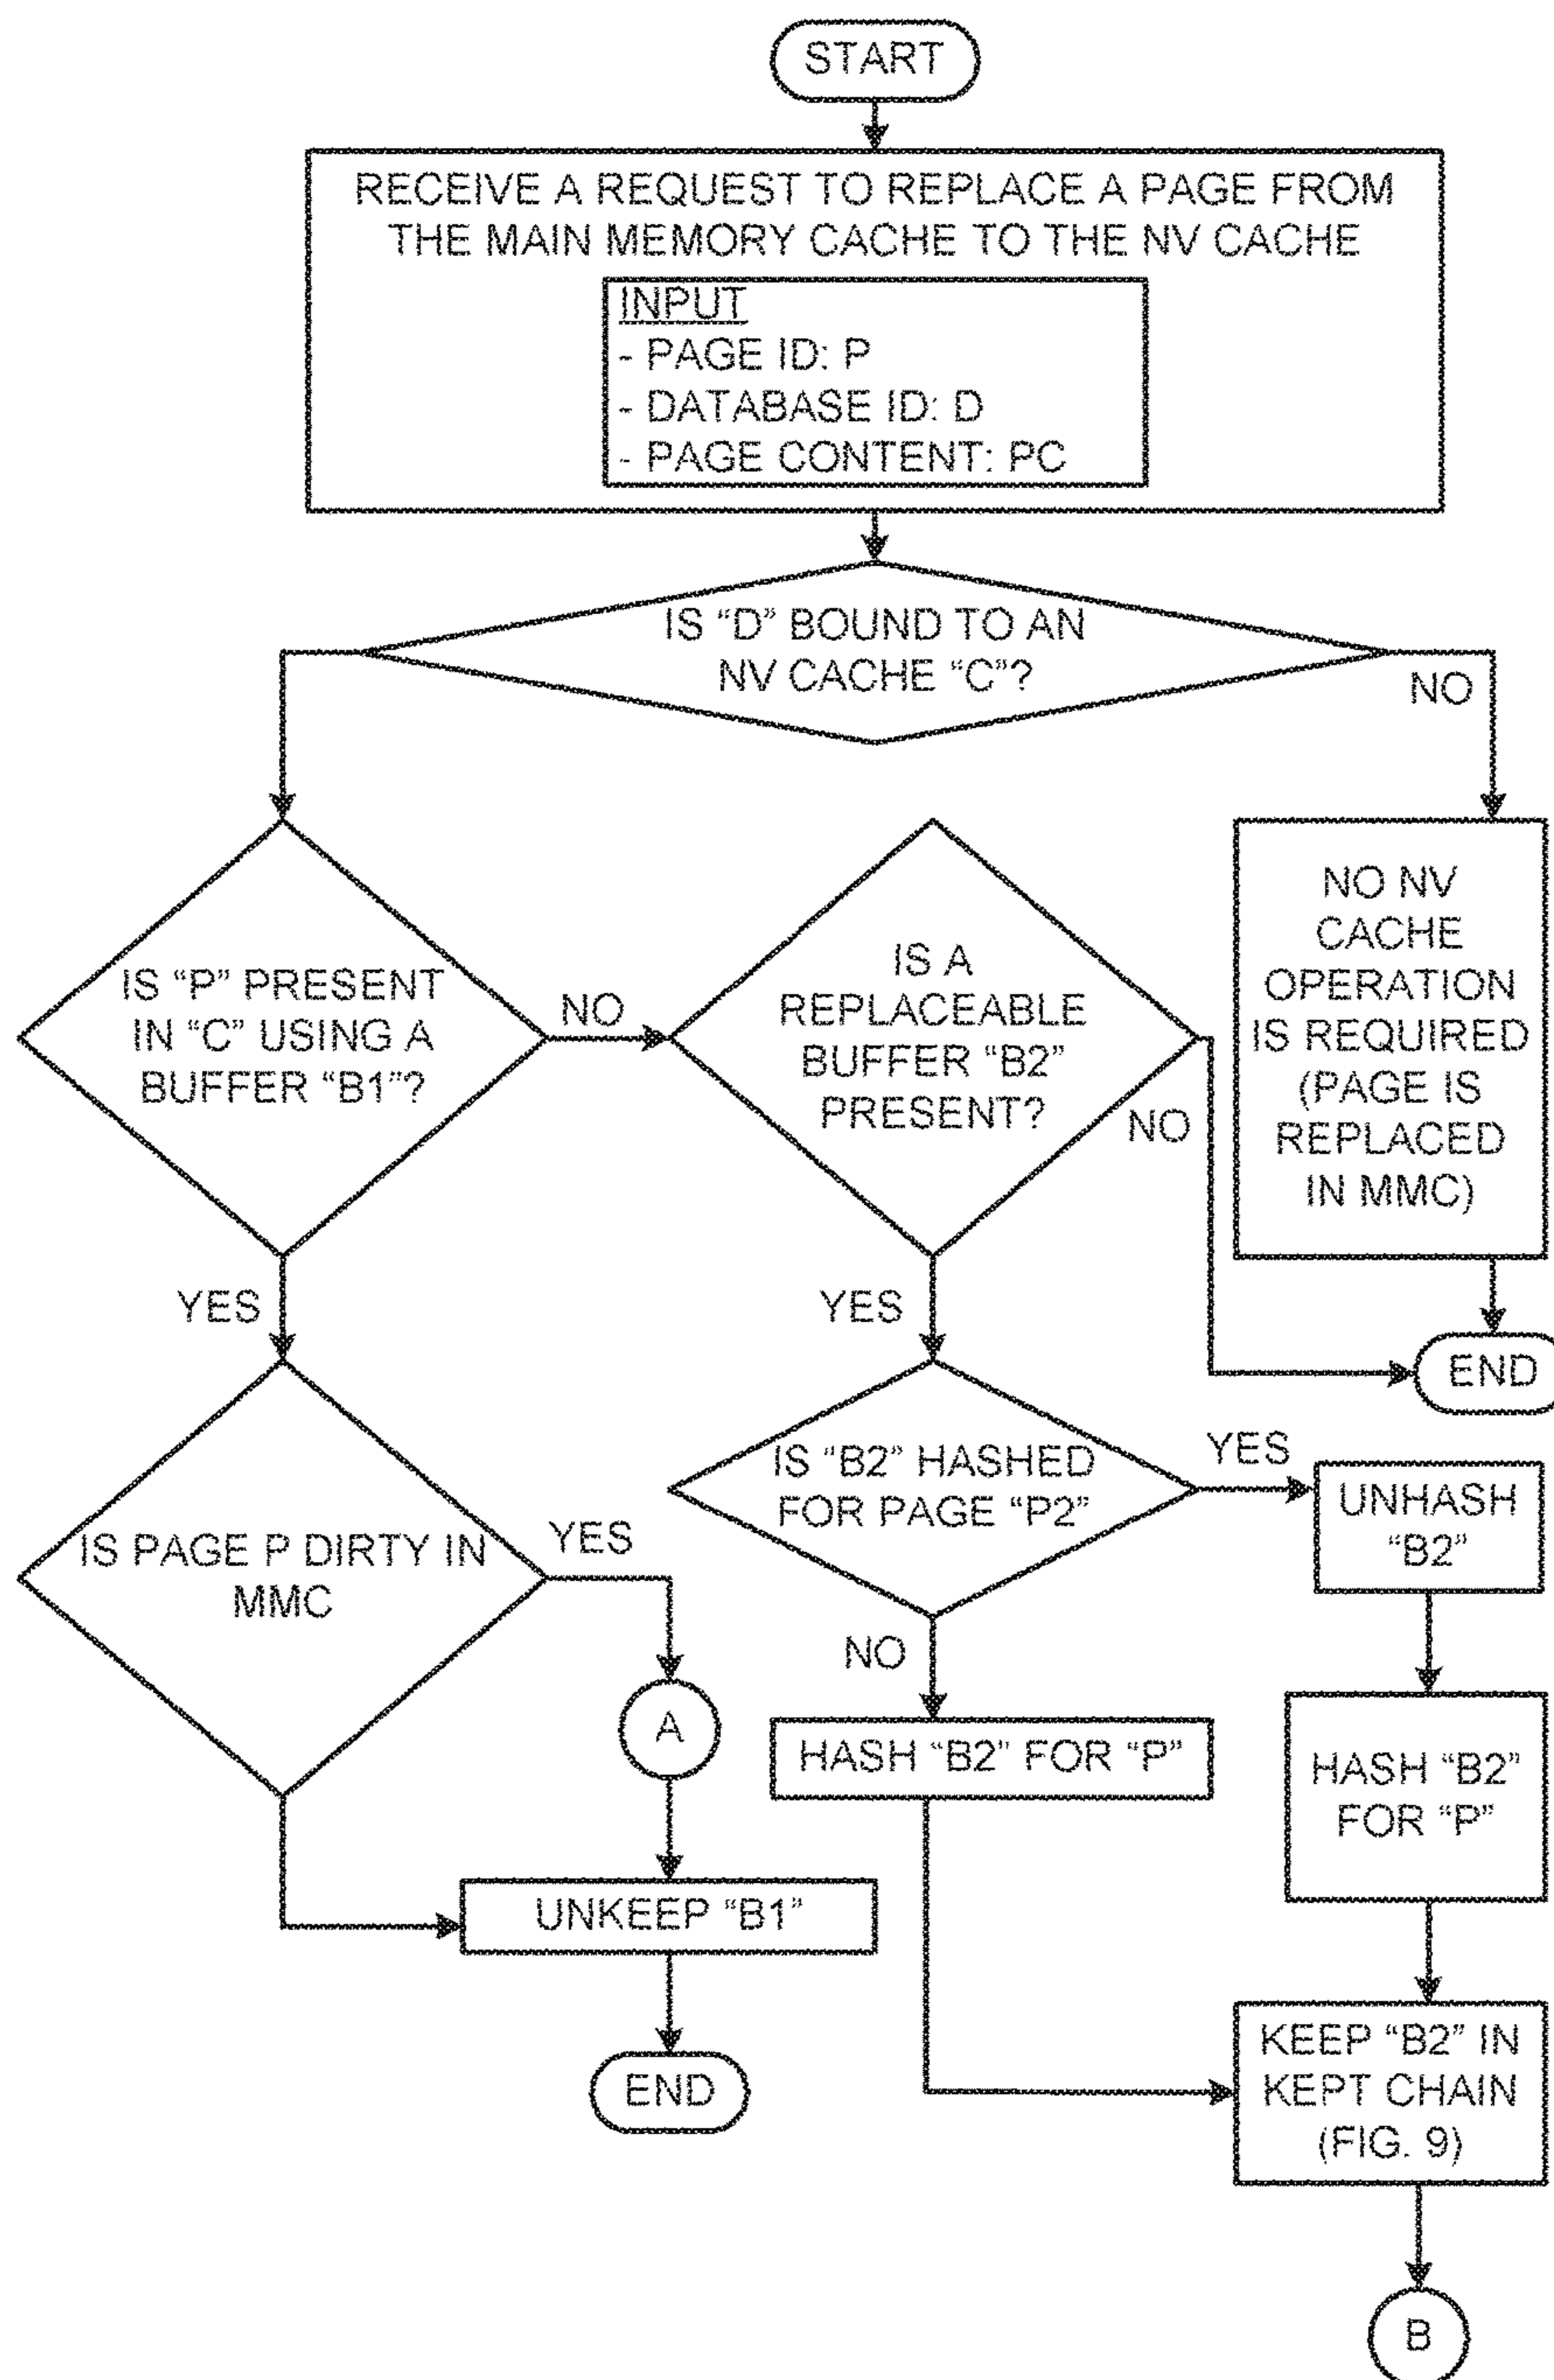 START
RECEIVE A REQUEST TO REPLACE A PAGE FROM
THE MAIN MEMORY CACHE TO THE NV CACHE
INPUT
- PAGE ID: P
- DATABASE ID: D
- PAGE CONTENT: PC
IS “D” BOUND TO AN
NV CACHE “C”?
NO
IS “P” PRESENT
IN “C” USING A
BUFFER “B1”?
NO
IS A
REPLACEABLE
BUFFER “B2”
PRESENT?
NO
NO NV
CACHE
OPERATION
IS REQUIRED
(PAGE IS
REPLACED
IN MMC)
YES
YES
END
IS PAGE P DIRTY IN
MMC
YES
IS “B2” HASHED
FOR PAGE “P2”
YES
UNHASH
“B2”
NO
A
HASH “B2” FOR “P”
HASH “B2”
FOR “P”
UNKEEP “B1”
END
KEEP “B2” IN
KEPT CHAIN
(FIG. 9)
B